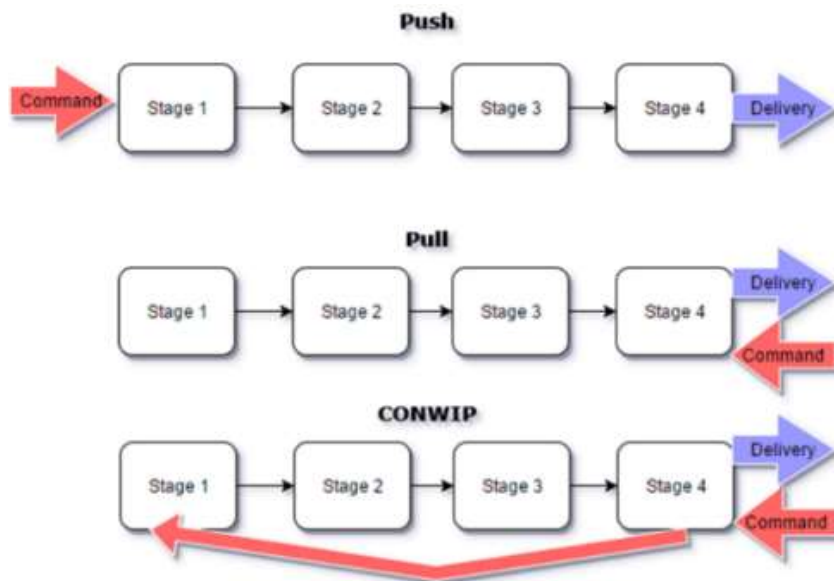 Push
Command Stage 1 Stage 2 Stage 3 Stage 4 Delivery
Pull
Stage 1 Stage 2 Stage 3 Stage 4 Delivery
Command
CONWIP
Stage 1 Stage 2 Stage 3 Stage 4 Delivery
Command